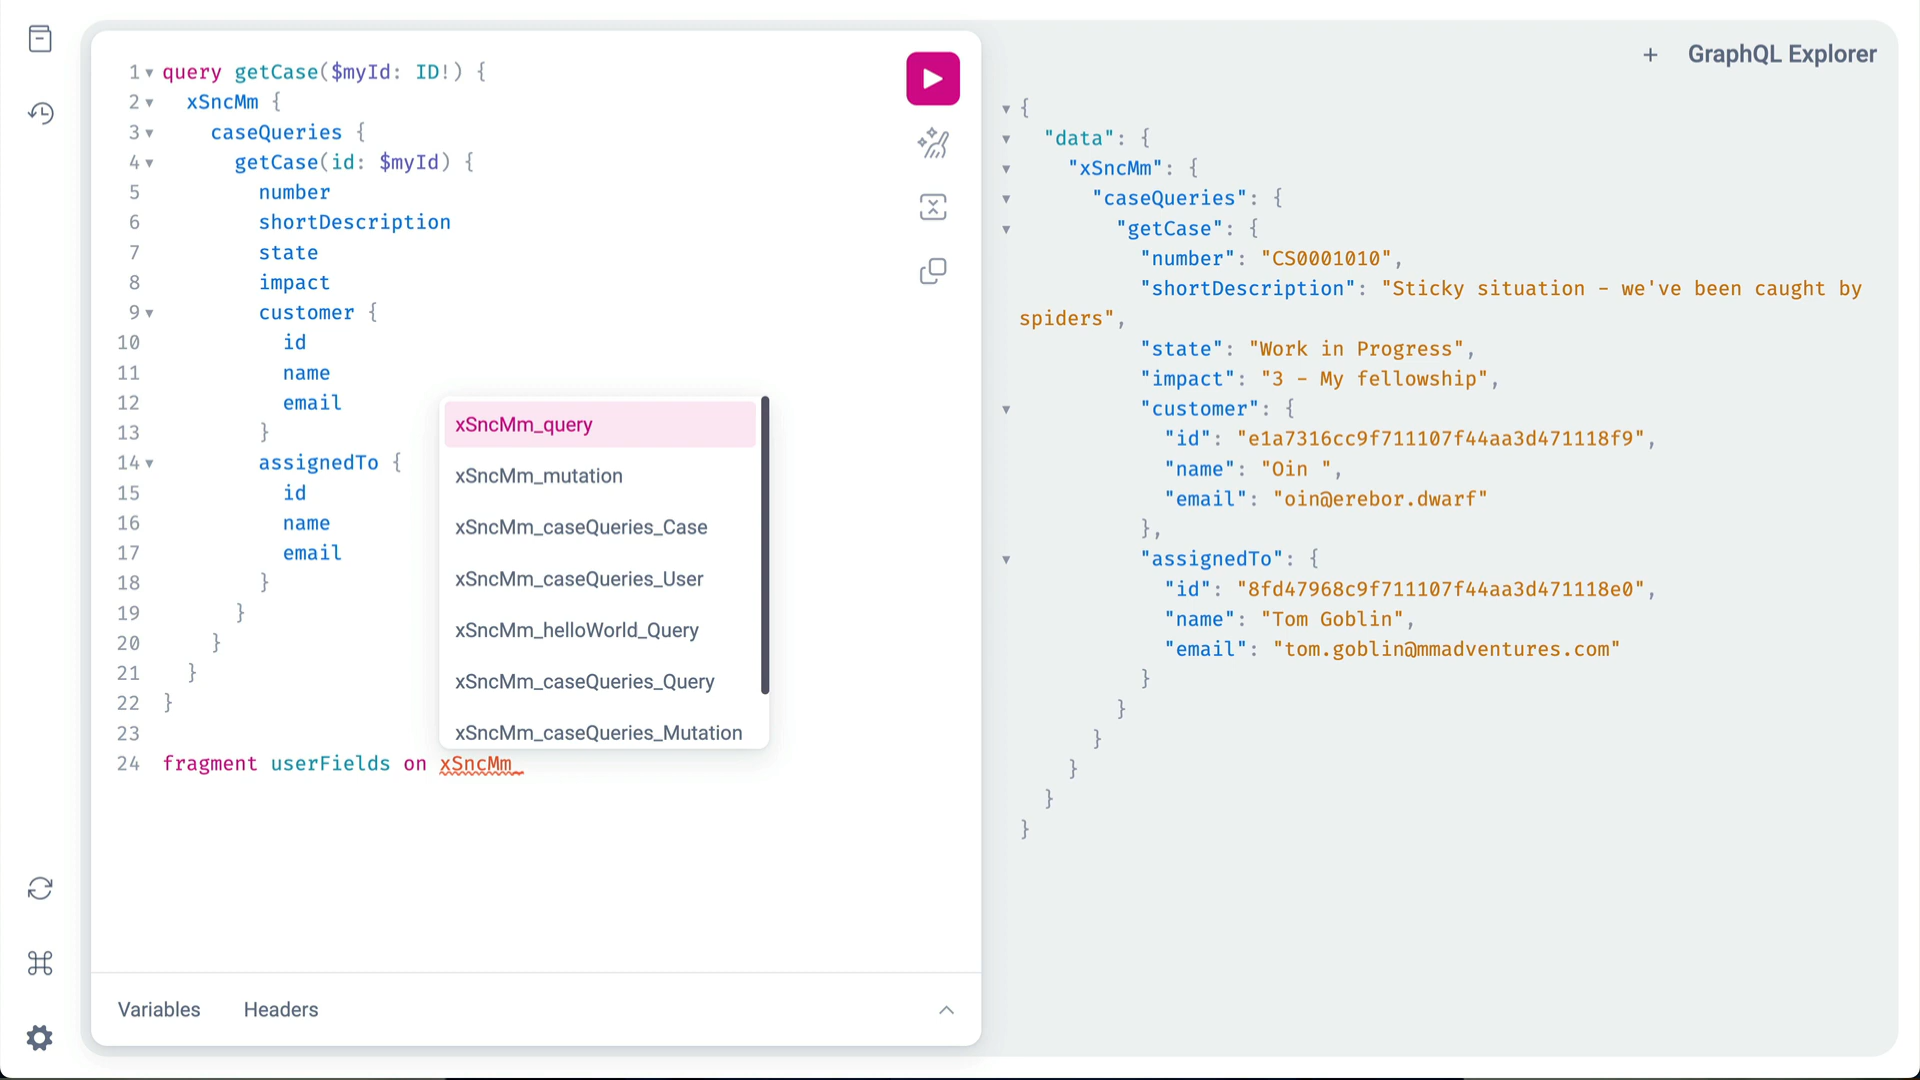 1 query getCase($myId: ID!) {
2 xSncMm {
3 caseQueries {
4 getCase(id: $myId) {
5 number
6 shortDescription
7 state
8 impact
9 customer {
10 id
11 name
12 email
13 }
14 assignedTo {
15 id
16 name
17 email
18 }
19 }
20 }
21 }
22 }
23
24 fragment userFields on xSncMm_
xSncMm_query
xSncMm_mutation
xSncMm_caseQueries_Case
xSncMm_caseQueries_User
xSncMm_helloWorld_Query
xSncMm_caseQueries_Query
xSncMm_caseQueries_Mutation
Variables Headers
+ GraphQL Explorer
{
"data": {
"xSncMm": {
"caseQueries": {
"getCase": {
"number": "CS0001010",
"shortDescription": "Sticky situation - we've been caught by
spiders",
"state": "Work in Progress",
"impact": "3 - My fellowship",
"customer": {
"id": "e1a7316cc9f711107f44aa3d471118f9",
"name": "Oin ",
"email": "oin@erebor.dwarf"
},
"assignedTo": {
"id": "8fd47968c9f711107f44aa3d471118e0",
"name": "Tom Goblin",
"email": "tom.goblin@mmadventures.com"
}
}
}
}
}
}